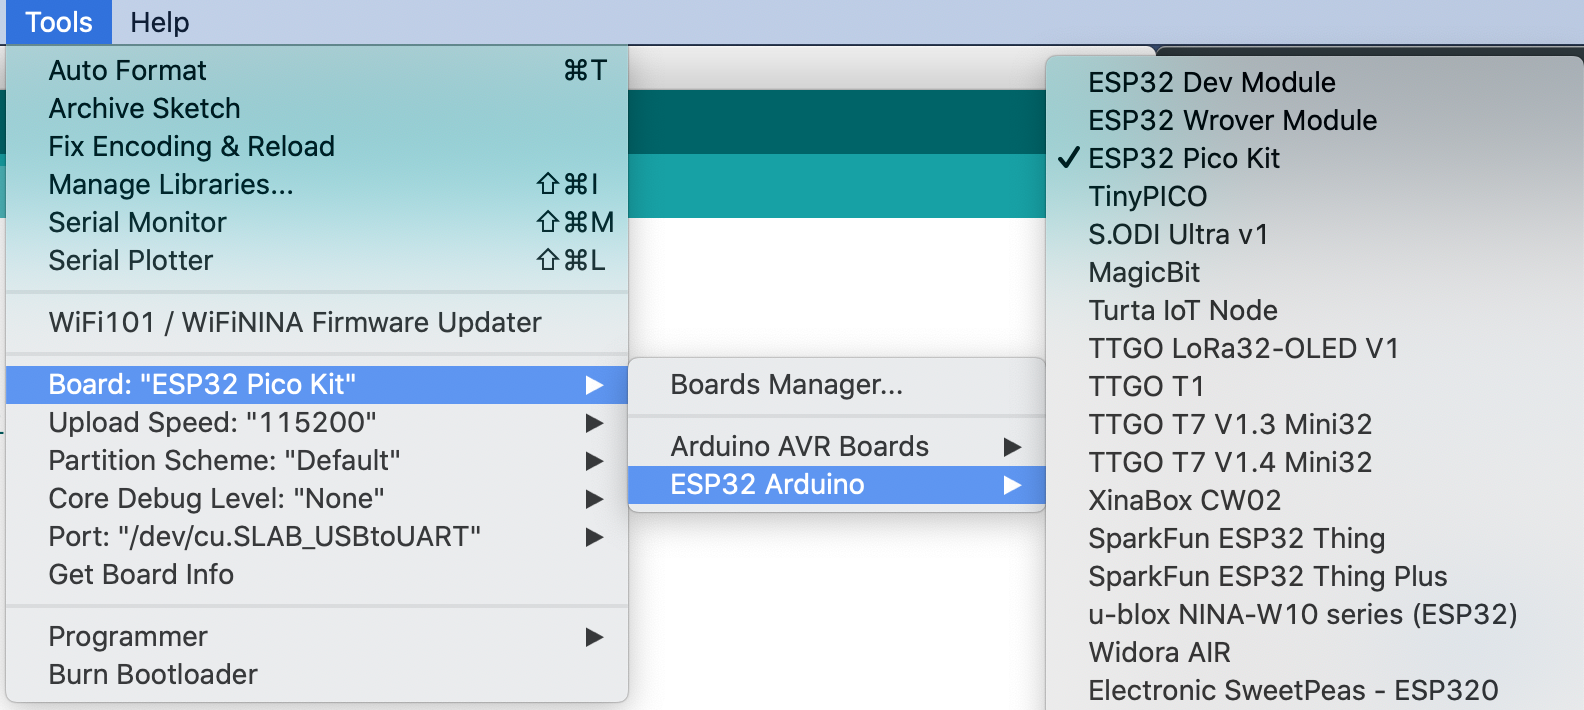 Tools Help
Auto Format ⌘T
Archive Sketch
Fix Encoding & Reload
Manage Libraries... ⇧⌘I
Serial Monitor ⇧⌘M
Serial Plotter ⇧⌘L
WiFi101 / WiFiNINA Firmware Updater
Board: "ESP32 Pico Kit"
Upload Speed: "115200"
Partition Scheme: "Default"
Core Debug Level: "None"
Port: "/dev/cu.SLAB_USBtoUART"
Get Board Info
Programmer
Burn Bootloader
Boards Manager...
Arduino AVR Boards
ESP32 Arduino
ESP32 Dev Module
ESP32 Wrover Module
✓ ESP32 Pico Kit
TinyPICO
S.ODI Ultra v1
MagicBit
Turta IoT Node
TTGO LoRa32-OLED V1
TTGO T1
TTGO T7 V1.3 Mini32
TTGO T7 V1.4 Mini32
XinaBox CW02
SparkFun ESP32 Thing
SparkFun ESP32 Thing Plus
u-blox NINA-W10 series (ESP32)
Widora AIR
Electronic SweetPeas - ESP320